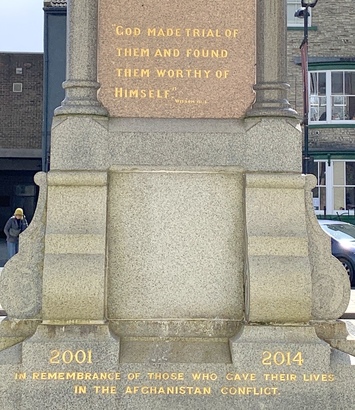 "God made trial of
them and found
them worthy of
Himself."
2001 2014
In remembrance of those who gave their lives
in the Afghanistan conflict.